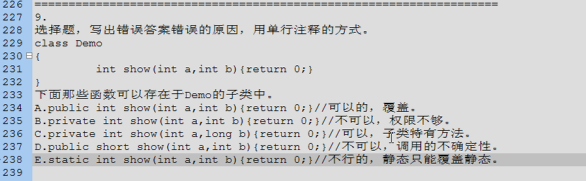 226 ================================================================
227 9.
228 选择题，写出错误答案错误的原因，用单行注释的方式。
229 class Demo
230 {
231 int show(int a,int b){return 0;}
232 }
233 下面那些函数可以存在于Demo的子类中。
234 A.public int show(int a,int b){return 0;}//可以的，覆盖。
235 B.private int show(int a,int b){return 0;}//不可以，权限不够。
236 C.private int show(int a,long b){return 0;}//可以，子类特有方法。
237 D.public short show(int a,int b){return 0;}//不可以，调用的不确定性。
238 E.static int show(int a,int b){return 0;}//不行的，静态只能覆盖静态。
239